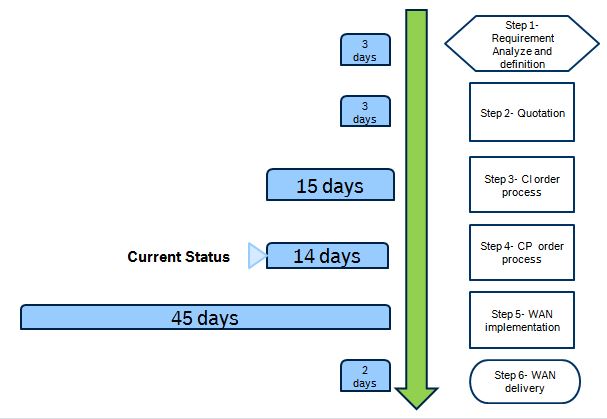 3
days
Step 1-
Requirement
Analyze and
definition
3
days
Step 2- Quotation
15 days
Step 3- CI order
process
Current Status
14 days
Step 4- CP order
process
45 days
Step 5- WAN
implementation
2
days
Step 6- WAN
delivery